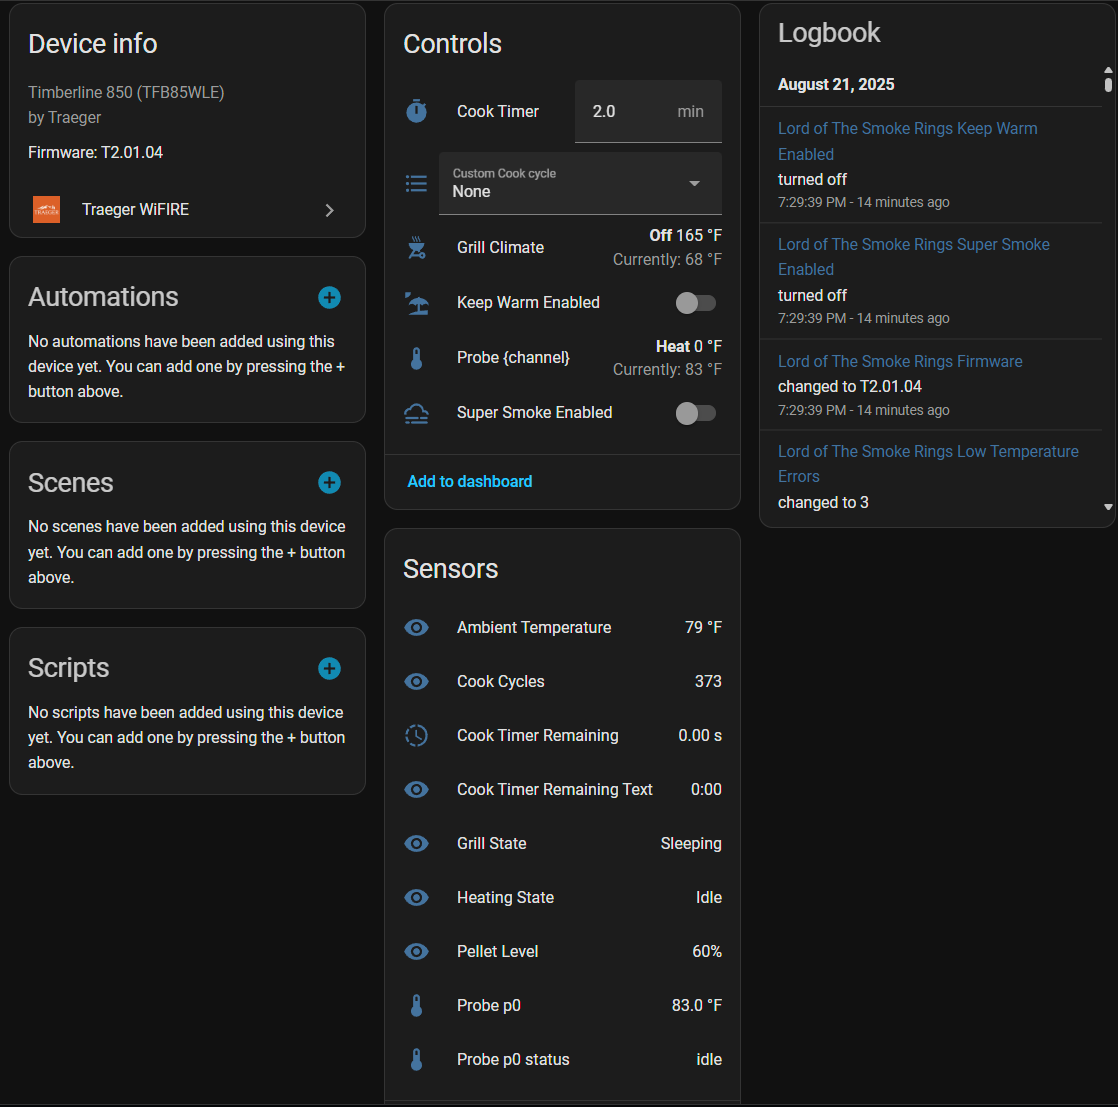 Device info
Timberline 850 (TFB85WLE)
by Traeger
Firmware: T2.01.04
TRAEGER
Traeger WiFIRE
Automations
No automations have been added using this
device yet. You can add one by pressing the +
button above.
Scenes
No scenes have been added using this device
yet. You can add one by pressing the + button
above.
Scripts
No scripts have been added using this device
yet. You can add one by pressing the + button
above.
Controls
Cook Timer 2.0 min
Custom Cook cycle
None
Grill Climate Off 165 °F
Currently: 68 °F
Keep Warm Enabled
Probe {channel} Heat 0 °F
Currently: 83 °F
Super Smoke Enabled
Add to dashboard
Sensors
Ambient Temperature 79 °F
Cook Cycles 373
Cook Timer Remaining 0.00 s
Cook Timer Remaining Text 0:00
Grill State Sleeping
Heating State Idle
Pellet Level 60%
Probe p0 83.0 °F
Probe p0 status idle
Logbook
August 21, 2025
Lord of The Smoke Rings Keep Warm
Enabled
turned off
7:29:39 PM - 14 minutes ago
Lord of The Smoke Rings Super Smoke
Enabled
turned off
7:29:39 PM - 14 minutes ago
Lord of The Smoke Rings Firmware
changed to T2.01.04
7:29:39 PM - 14 minutes ago
Lord of The Smoke Rings Low Temperature
Errors
changed to 3